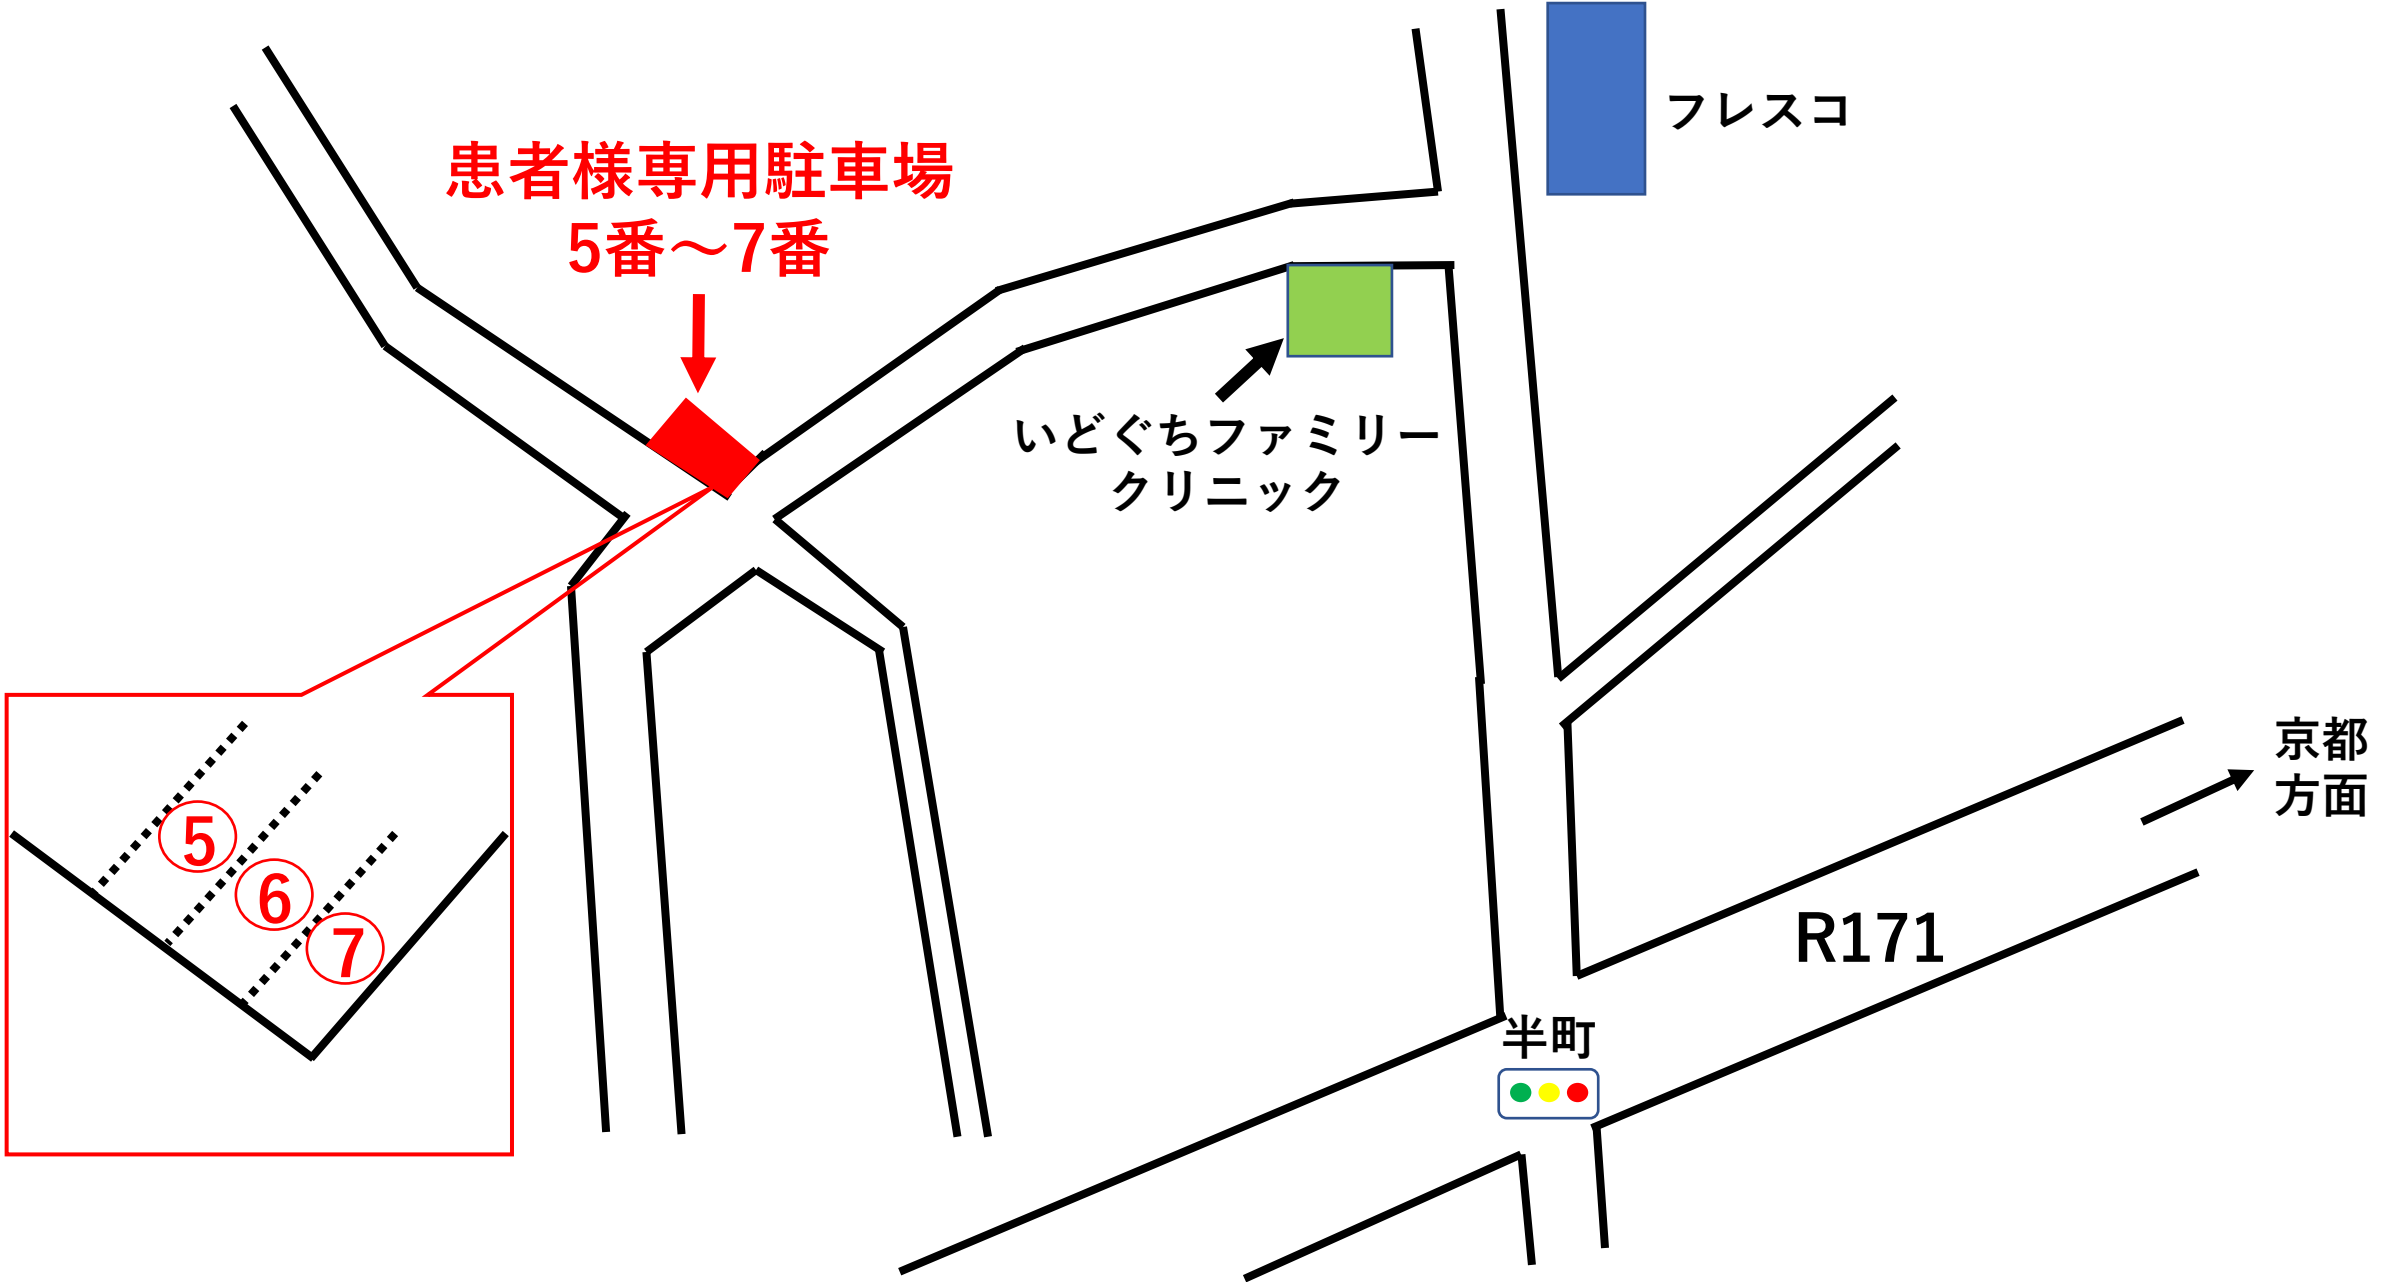 フレスコ
患者様専用駐車場
5番～7番
いどぐちファミリー
クリニック
京都
方面
5
6
7
R171
半町